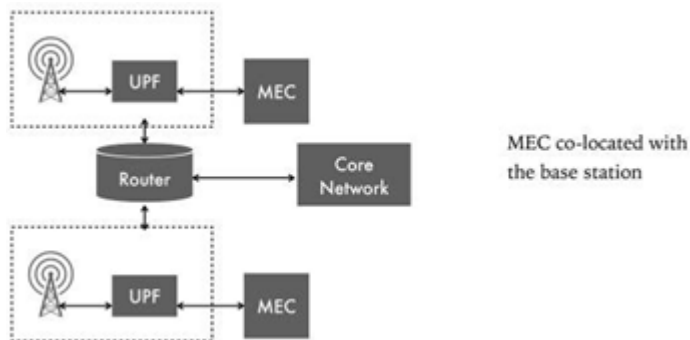 UPF
MEC
MEC co-located with
the base station
Router
Core
Network
UPF
MEC